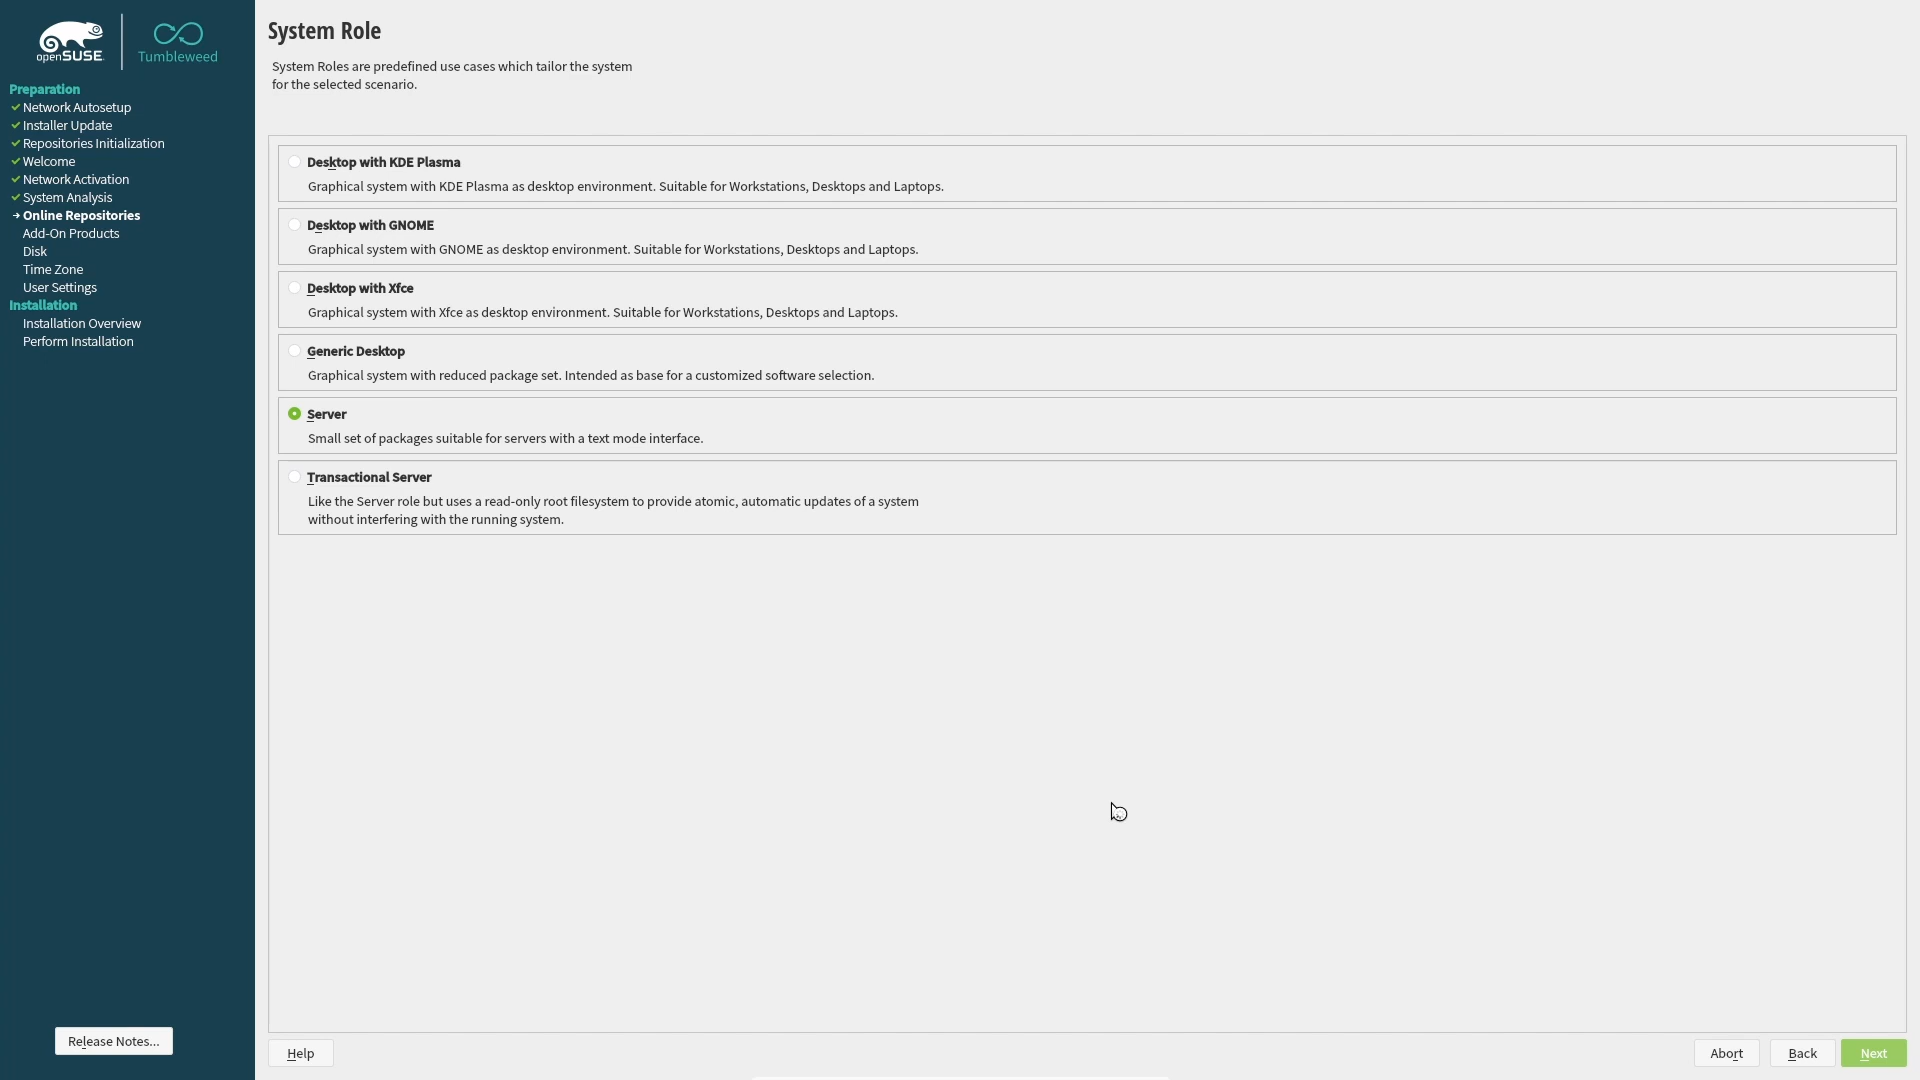 openSUSE
Tumbleweed
Preparation
Network Autosetup
Installer Update
Repositories Initialization
Welcome
Network Activation
System Analysis
Online Repositories
Add-On Products
Disk
Time Zone
User Settings
Installation
Installation Overview
Perform Installation
Release Notes...
System Role
System Roles are predefined use cases which tailor the system
for the selected scenario.
Desktop with KDE Plasma
Graphical system with KDE Plasma as desktop environment. Suitable for Workstations, Desktops and Laptops.
Desktop with GNOME
Graphical system with GNOME as desktop environment. Suitable for Workstations, Desktops and Laptops.
Desktop with Xfce
Graphical system with Xfce as desktop environment. Suitable for Workstations, Desktops and Laptops.
Generic Desktop
Graphical system with reduced package set. Intended as base for a customized software selection.
Server
Small set of packages suitable for servers with a text mode interface.
Transactional Server
Like the Server role but uses a read-only root filesystem to provide atomic, automatic updates of a system
without interfering with the running system.
Help
Abort
Back
Next